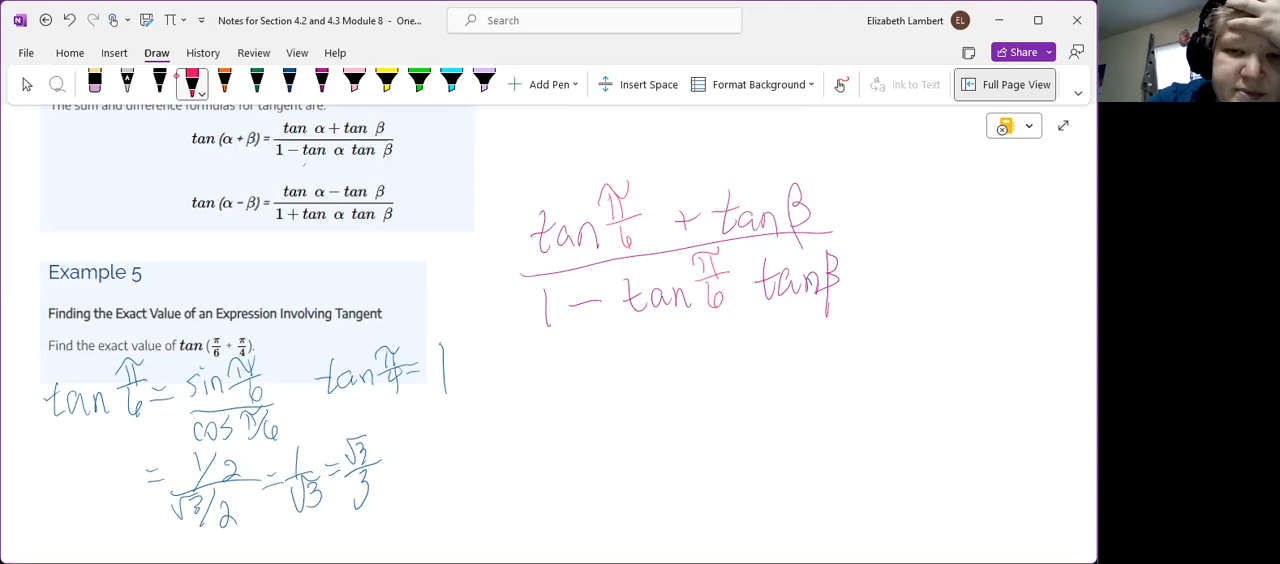 Notes for Section 4.2 and 4.3 Module 8 - One...
Search
Elizabeth Lambert
EL
File Home Insert Draw History Review View Help
Share
Add Pen
Insert Space
Format Background
Ink to Text
Full Page View
The sum and difference formulas for tangent are:
tan (α + β) = (tan α + tan β) / (1 − tan α tan β)
tan (α − β) = (tan α − tan β) / (1 + tan α tan β)
Example 5
Finding the Exact Value of an Expression Involving Tangent
Find the exact value of tan (π/6 + π/4).
tan π/6 = sin π/6 / cos π/6
= 1/2 / √3/2 = 1/√3 = √3/3
tan π/4 = 1
tan π/6 + tan β
1 − tan π/6 tan β